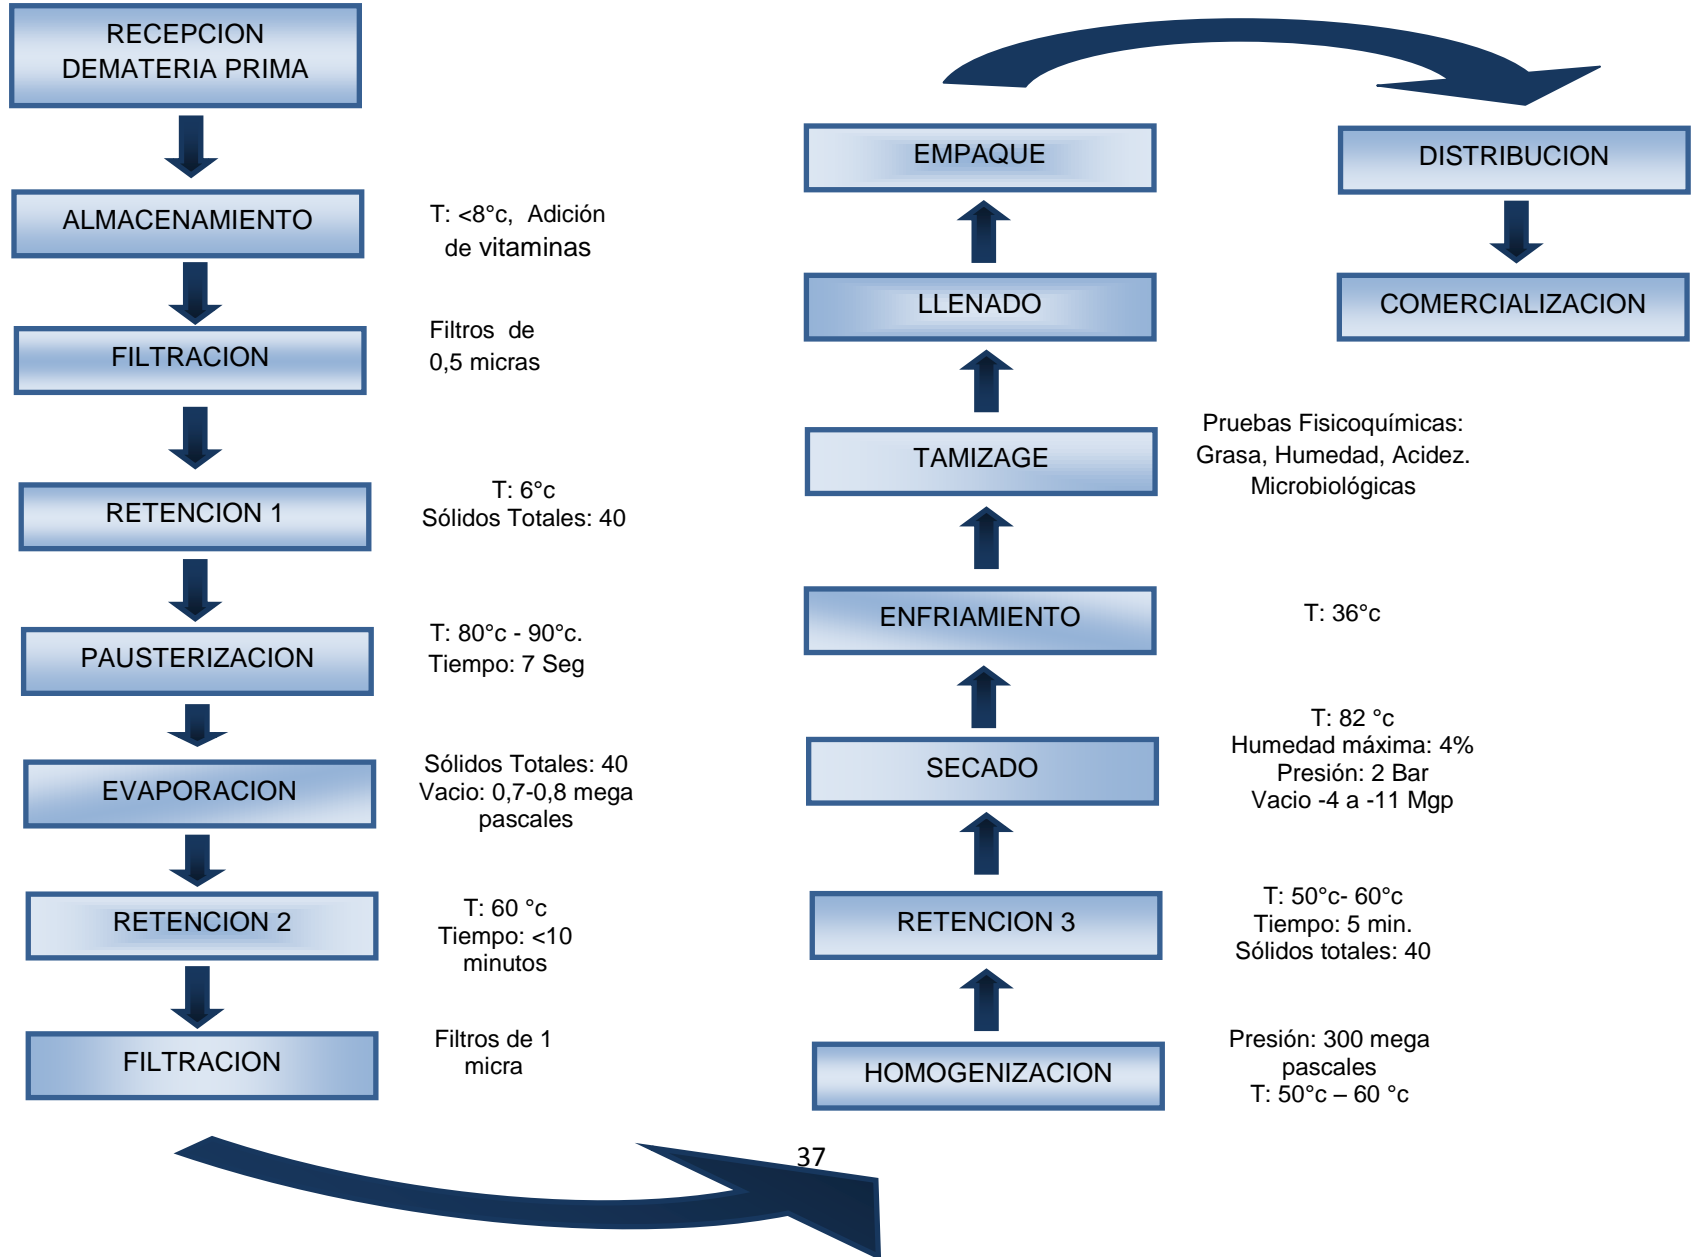 RECEPCION
DEMATERIA PRIMA
ALMACENAMIENTO
T: <8°c, Adición
de vitaminas
FILTRACION
Filtros de
0,5 micras
RETENCION 1
T: 6°c
Sólidos Totales: 40
PAUSTERIZACION
T: 80°c - 90°c.
Tiempo: 7 Seg
EVAPORACION
Sólidos Totales: 40
Vacio: 0,7-0,8 mega
pascales
RETENCION 2
T: 60 °c
Tiempo: <10
minutos
FILTRACION
Filtros de 1
micra
HOMOGENIZACION
Presión: 300 mega
pascales
T: 50°c – 60 °c
RETENCION 3
T: 50°c- 60°c
Tiempo: 5 min.
Sólidos totales: 40
SECADO
T: 82 °c
Humedad máxima: 4%
Presión: 2 Bar
Vacio -4 a -11 Mgp
ENFRIAMIENTO
T: 36°c
TAMIZAGE
Pruebas Fisicoquímicas:
Grasa, Humedad, Acidez.
Microbiológicas
LLENADO
EMPAQUE
DISTRIBUCION
COMERCIALIZACION
37